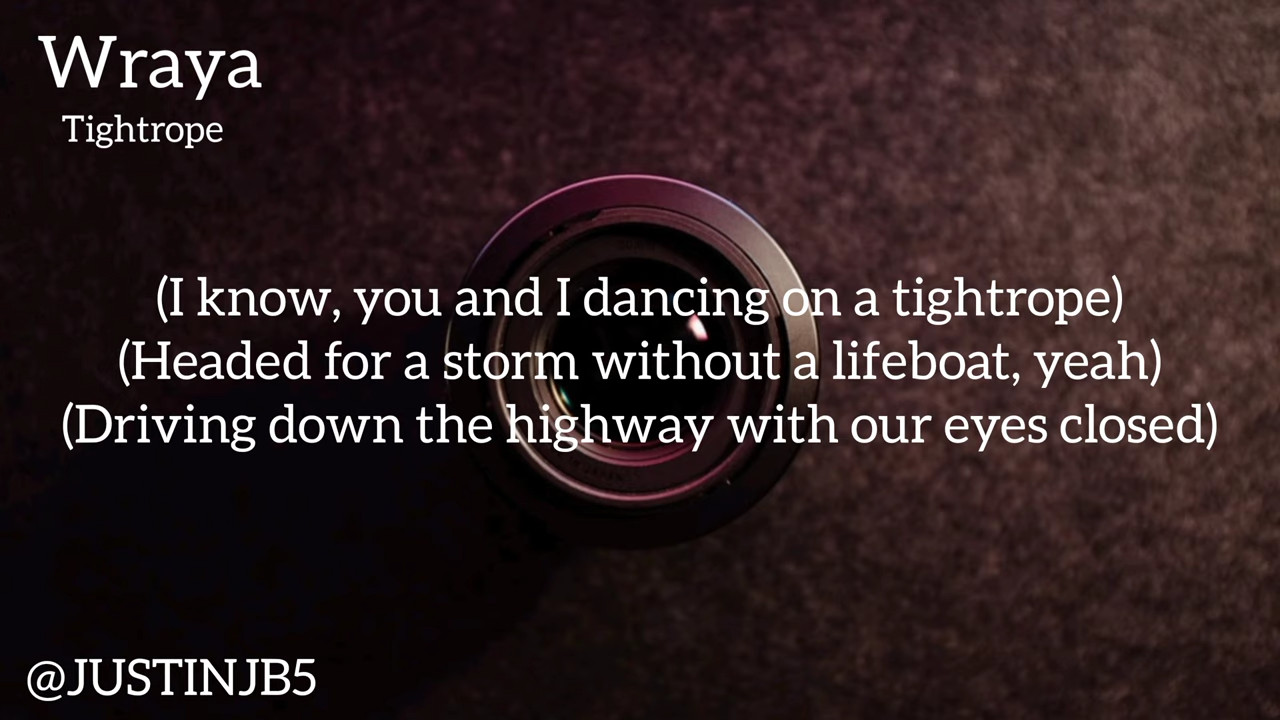 Wraya
Tightrope
(I know, you and I dancing on a tightrope)
(Headed for a storm without a lifeboat, yeah)
(Driving down the highway with our eyes closed)
@JUSTINJB5